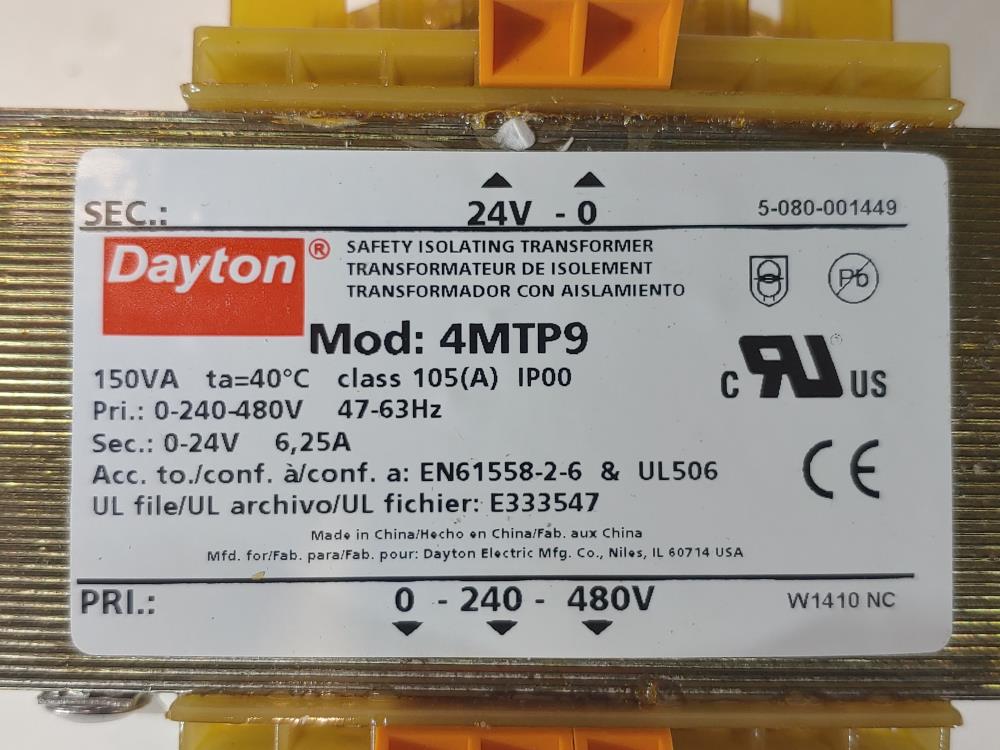 SEC.: 24V - 0 5-080-001449
Dayton®
SAFETY ISOLATING TRANSFORMER
TRANSFORMATEUR DE ISOLEMENT
TRANSFORMADOR CON AISLAMIENTO
Pb
Mod: 4MTP9
150VA ta=40°C class 105(A) IP00
c RU US
Pri.: 0-240-480V 47-63Hz
Sec.: 0-24V 6,25A
CE
Acc. to./conf. à/conf. a: EN61558-2-6 & UL506
UL file/UL archivo/UL fichier: E333547
Made in China/Hecho en China/Fab. aux China
Mfd. for/Fab. para/Fab. pour: Dayton Electric Mfg. Co., Niles, IL 60714 USA
PRI.: 0 - 240 - 480V W1410 NC